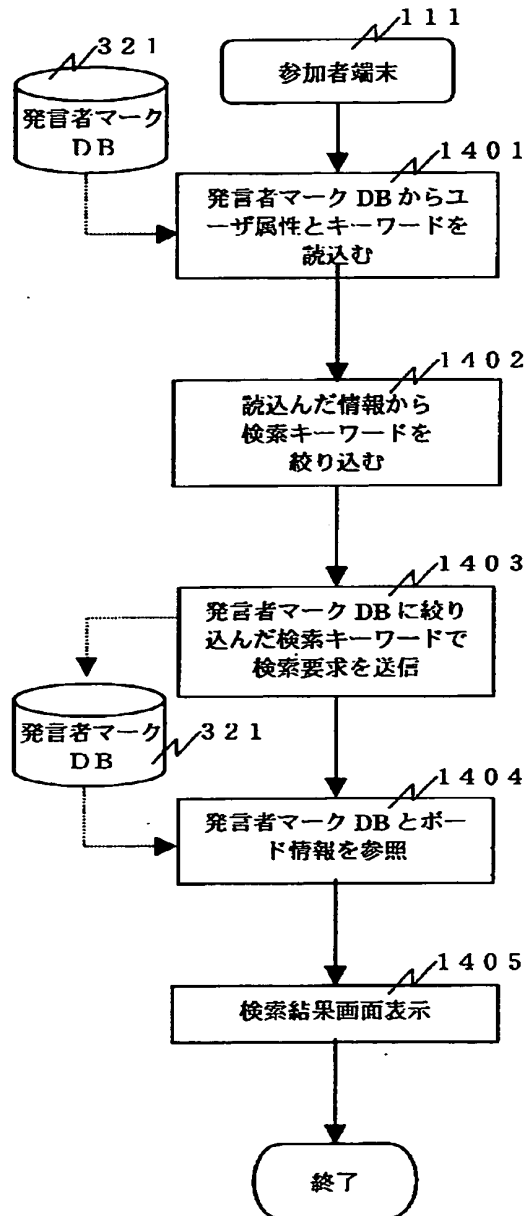 111
参加者端末
321
発言者マーク
DB
1401
発言者マーク DB からユ
ーザ属性とキーワードを
読込む
1402
読込んだ情報から
検索キーワードを
絞り込む
1403
発言者マーク DB に絞り
込んだ検索キーワードで
検索要求を送信
発言者マーク
DB
321
1404
発言者マーク DB とボー
ド情報を参照
1405
検索結果画面表示
終了